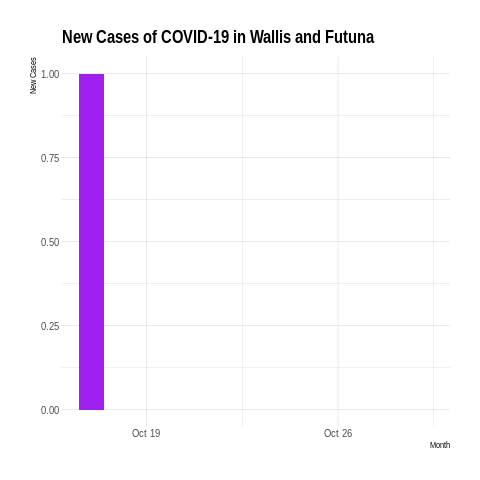 New Cases of COVID-19 in Wallis and Futuna
New Cases
1.00
0.75
0.50
0.25
0.00
Oct 19
Oct 26
Month